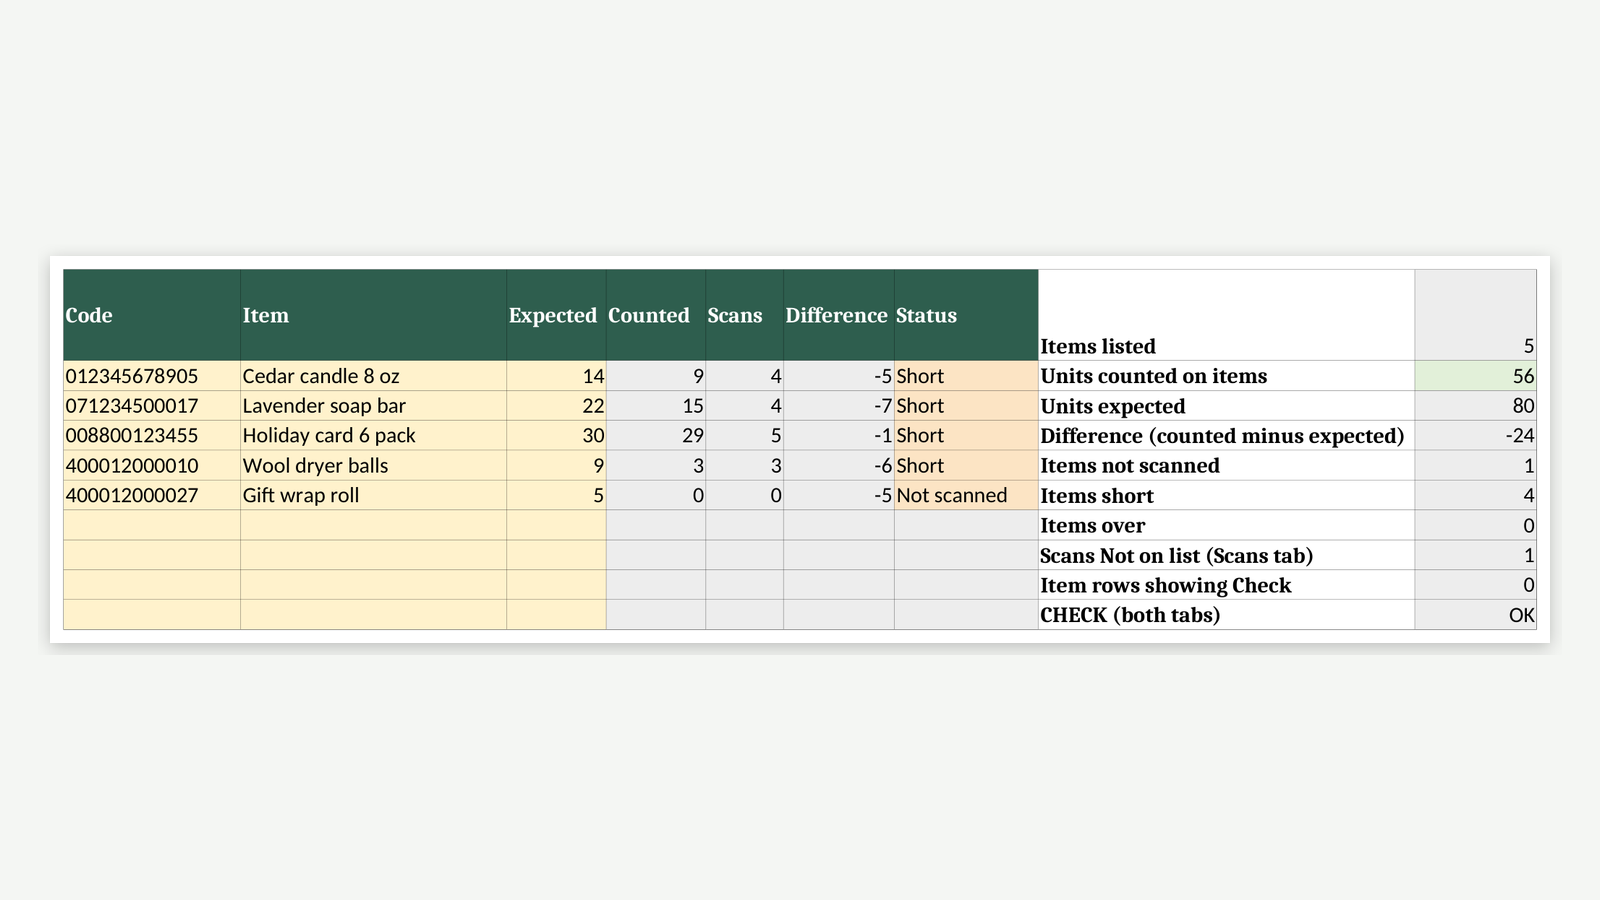 Code Item Expected Counted Scans Difference Status
Items listed 5
012345678905 Cedar candle 8 oz 14 9 4 -5 Short Units counted on items 56
071234500017 Lavender soap bar 22 15 4 -7 Short Units expected 80
008800123455 Holiday card 6 pack 30 29 5 -1 Short Difference (counted minus expected) -24
400012000010 Wool dryer balls 9 3 3 -6 Short Items not scanned 1
400012000027 Gift wrap roll 5 0 0 -5 Not scanned Items short 4
Items over 0
Scans Not on list (Scans tab) 1
Item rows showing Check 0
CHECK (both tabs) OK